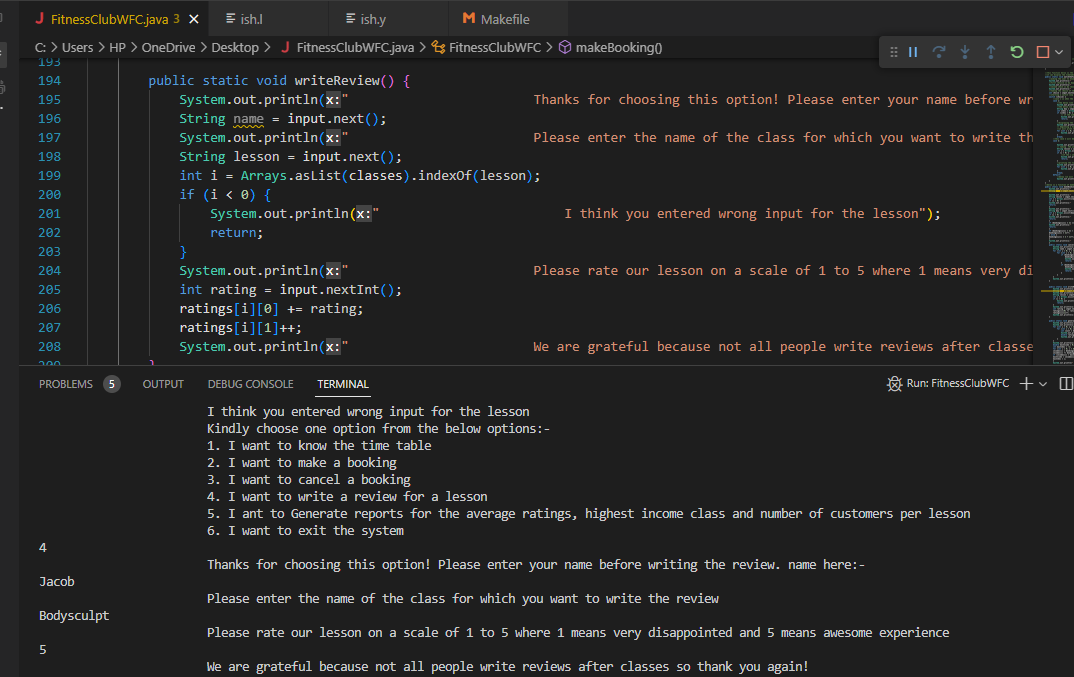 J FitnessClubWFC.java 3 ×
ish.l
ish.y
M Makefile
C: > Users > HP > OneDrive > Desktop > J FitnessClubWFC.java > FitnessClubWFC > makeBooking()
193
194 public static void writeReview() {
195 System.out.println(x:" Thanks for choosing this option! Please enter your name before wr
196 String name = input.next();
197 System.out.println(x:" Please enter the name of the class for which you want to write th
198 String lesson = input.next();
199 int i = Arrays.asList(classes).indexOf(lesson);
200 if (i < 0) {
201 System.out.println(x:" I think you entered wrong input for the lesson");
202 return;
203 }
204 System.out.println(x:" Please rate our lesson on a scale of 1 to 5 where 1 means very di
205 int rating = input.nextInt();
206 ratings[i][0] += rating;
207 ratings[i][1]++;
208 System.out.println(x:" We are grateful because not all people write reviews after classe
209 }
PROBLEMS 5 OUTPUT DEBUG CONSOLE TERMINAL
Run: FitnessClubWFC
I think you entered wrong input for the lesson
Kindly choose one option from the below options:-
1. I want to know the time table
2. I want to make a booking
3. I want to cancel a booking
4. I want to write a review for a lesson
5. I ant to Generate reports for the average ratings, highest income class and number of customers per lesson
6. I want to exit the system
4
Thanks for choosing this option! Please enter your name before writing the review. name here:-
Jacob
Please enter the name of the class for which you want to write the review
Bodysculpt
Please rate our lesson on a scale of 1 to 5 where 1 means very disappointed and 5 means awesome experience
5
We are grateful because not all people write reviews after classes so thank you again!